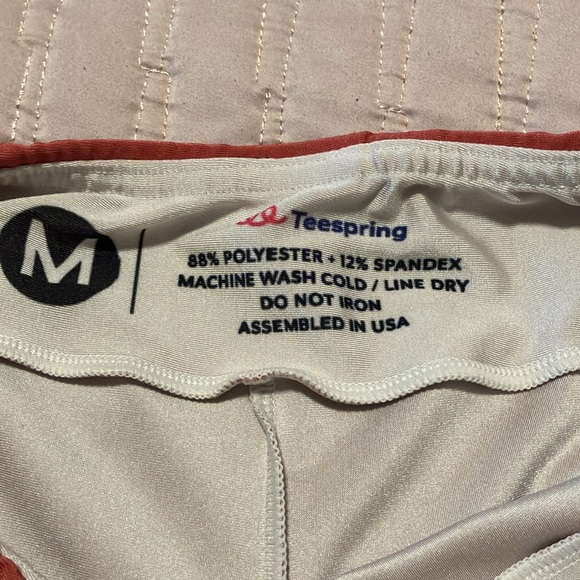 M
Teespring
88% POLYESTER + 12% SPANDEX
MACHINE WASH COLD / LINE DRY
DO NOT IRON
ASSEMBLED IN USA